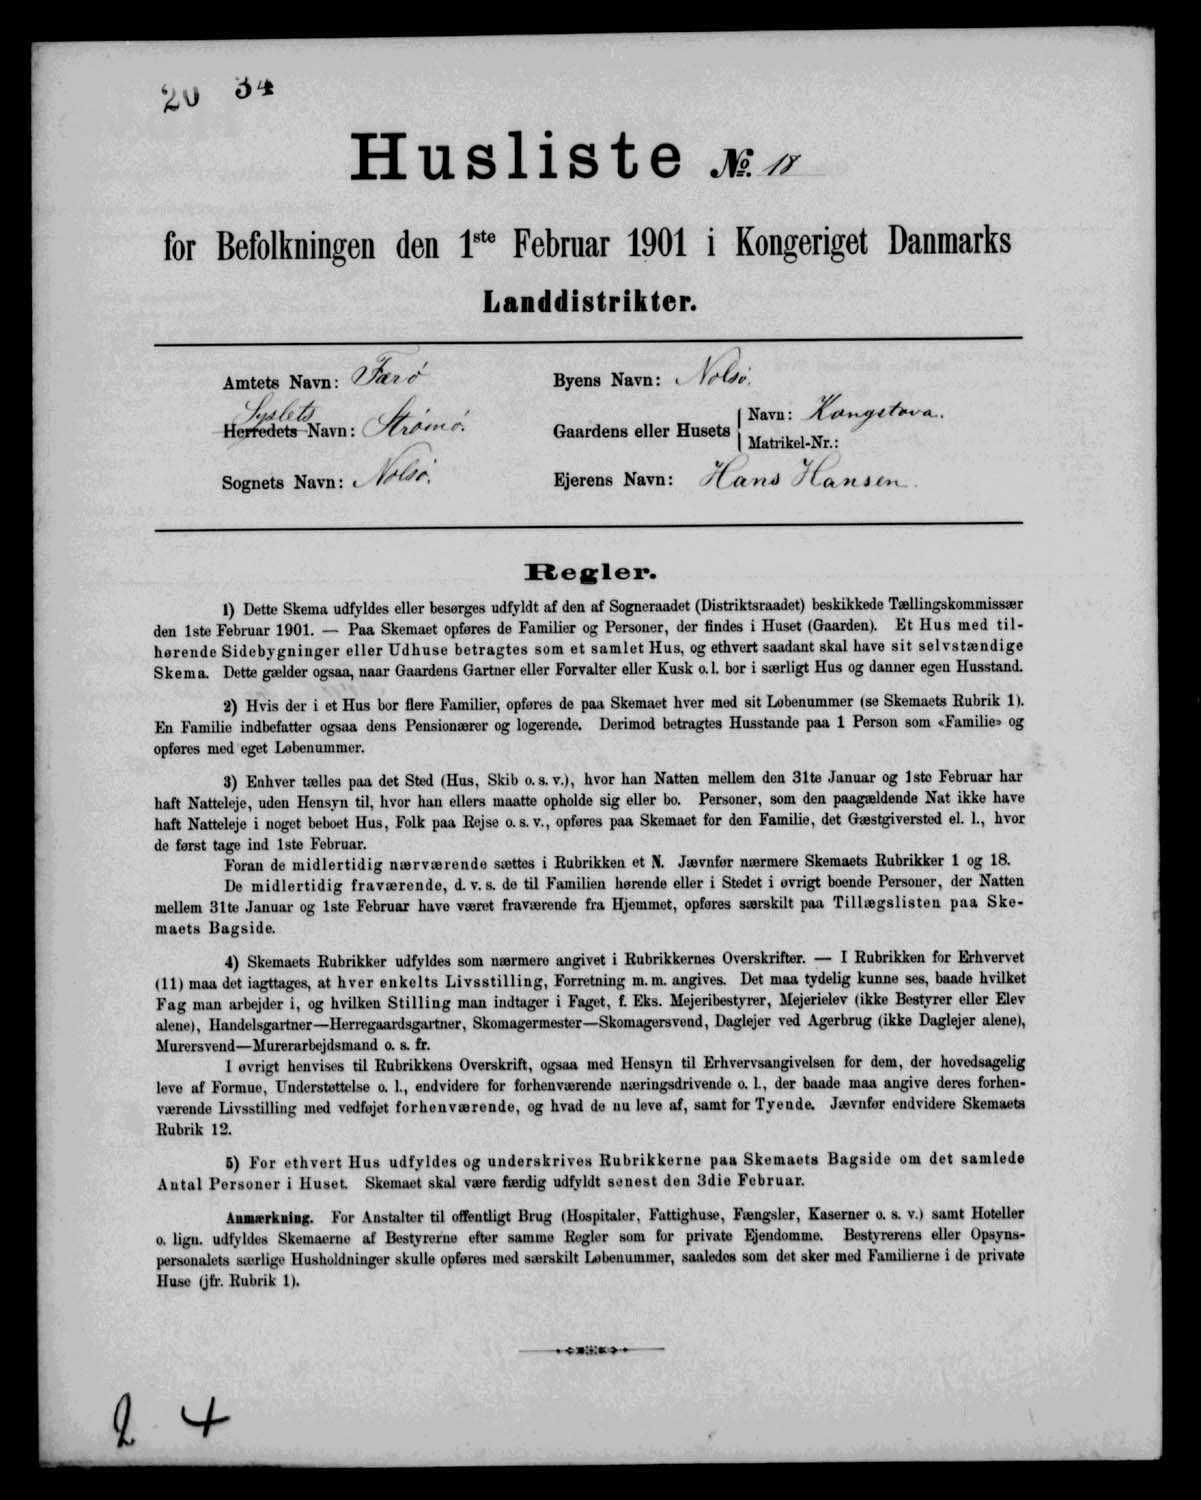 20 34
Husliste № 18
for Befolkningen den 1ste Februar 1901 i Kongeriget Danmarks
Landdistrikter.
Amtets Navn: Færø
Byens Navn: Nolsö.
Syslets
Herredets Navn: Strömö.
Gaardens eller Husets
Navn: Kongstova.
Matrikel-Nr.:
Sognets Navn: Nolsö.
Ejerens Navn: Hans Hansen.
Regler.
1) Dette Skema udfyldes eller besørges udfyldt af den af Sogneraadet (Distriktsraadet) beskikkede Tællingskommissær
den 1ste Februar 1901. — Paa Skemaet opføres de Familier og Personer, der findes i Huset (Gaarden). Et Hus med til-
hørende Sidebygninger eller Udhuse betragtes som et samlet Hus, og ethvert saadant skal have sit selvstændige
Skema. Dette gælder ogsaa, naar Gaardens Gartner eller Forvalter eller Kusk o. l. bor i særligt Hus og danner egen Husstand.
2) Hvis der i et Hus bor flere Familier, opføres de paa Skemaet hver med sit Løbenummer (se Skemaets Rubrik 1).
En Familie indbefatter ogsaa dens Pensionærer og logerende. Derimod betragtes Husstande paa 1 Person som «Familie» og
opføres med eget Løbenummer.
3) Enhver tælles paa det Sted (Hus, Skib o. s. v.), hvor han Natten mellem den 31te Januar og 1ste Februar har
haft Natteleje, uden Hensyn til, hvor han ellers maatte opholde sig eller bo. Personer, som den paagældende Nat ikke have
haft Natteleje i noget beboet Hus, Folk paa Rejse o. s. v., opføres paa Skemaet for den Familie, det Gæstgiversted el. l., hvor
de først tage ind 1ste Februar.
Foran de midlertidig nærværende sættes i Rubrikken et N. Jævnfør nærmere Skemaets Rubrikker 1 og 18.
De midlertidig fraværende, d. v. s. de til Familien hørende eller i Stedet i øvrigt boende Personer, der Natten
mellem 31te Januar og 1ste Februar have været fraværende fra Hjemmet, opføres særskilt paa Tillægslisten paa Ske-
maets Bagside.
4) Skemaets Rubrikker udfyldes som nærmere angivet i Rubrikkernes Overskrifter. — I Rubrikken for Erhvervet
(11) maa det iagttages, at hver enkelts Livsstilling, Forretning m. m. angives. Det maa tydelig kunne ses, baade hvilket
Fag man arbejder i, og hvilken Stilling man indtager i Faget, f. Eks. Mejeribestyrer, Mejerielev (ikke Bestyrer eller Elev
alene), Handelsgartner—Herregaardsgartner, Skomagermester—Skomagersvend, Daglejer ved Agerbrug (ikke Daglejer alene),
Murersvend—Murerarbejdsmand o. s. fr.
I øvrigt henvises til Rubrikkens Overskrift, ogsaa med Hensyn til Erhvervsangivelsen for dem, der hovedsagelig
leve af Formue, Understøttelse o. l., endvidere for forhenværende næringsdrivende o. l., der baade maa angive deres forhen-
værende Livsstilling med vedføjet forhenværende, og hvad de nu leve af, samt for Tyende. Jævnfør endvidere Skemaets
Rubrik 12.
5) For ethvert Hus udfyldes og underskrives Rubrikkerne paa Skemaets Bagside om det samlede
Antal Personer i Huset. Skemaet skal være færdig udfyldt senest den 3die Februar.
Anmærkning. For Anstalter til offentligt Brug (Hospitaler, Fattighuse, Fængsler, Kaserner o. s. v.) samt Hoteller
o. lign. udfyldes Skemaerne af Bestyrerne efter samme Regler som for private Ejendomme. Bestyrerens eller Opsyns-
personalets særlige Husholdninger skulle opføres med særskilt Løbenummer, saaledes som det sker med Familierne i de private
Huse (jfr. Rubrik 1).
2 4